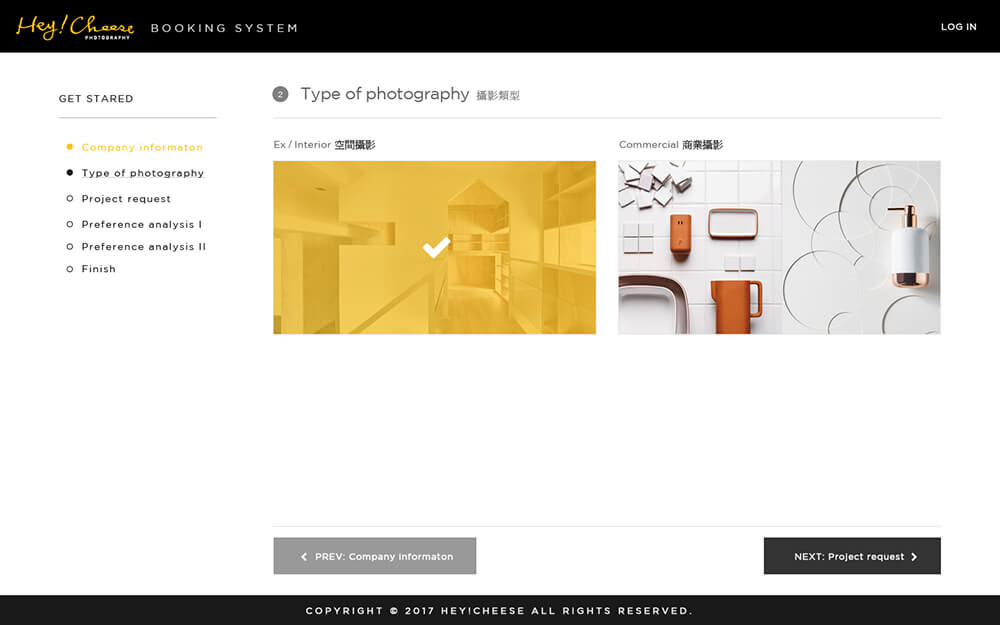 Hey! Cheese
PHOTOGRAPHY
BOOKING SYSTEM
LOG IN
GET STARED
Company informaton
Type of photography
Project request
Preference analysis I
Preference analysis II
Finish
2 Type of photography 攝影類型
Ex / Interior 空間攝影
Commercial 商業攝影
PREV: Company informaton
NEXT: Project request
COPYRIGHT © 2017 HEY!CHEESE ALL RIGHTS RESERVED.